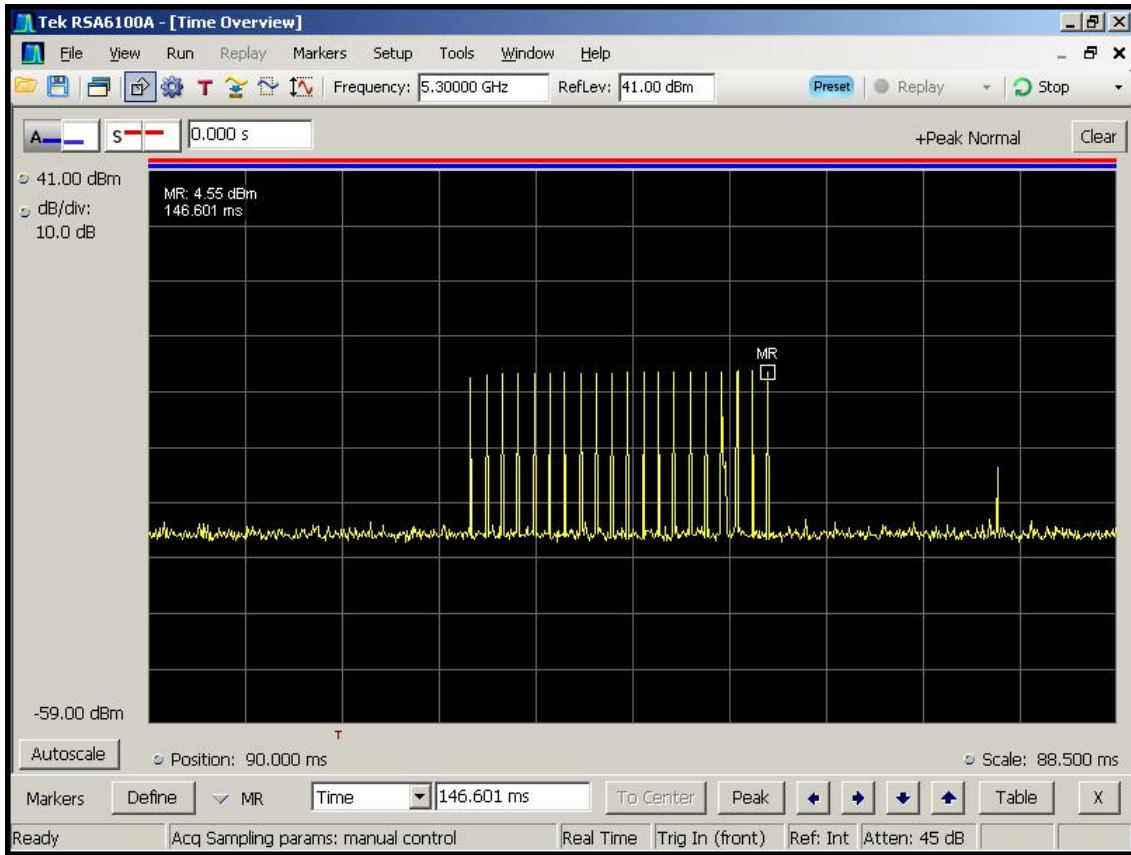 Tek RSA6100A - [Time Overview]
File View Run Replay Markers Setup Tools Window Help
T Frequency: 5.30000 GHz RefLev: 41.00 dBm Preset Replay Stop
A S 0.000 s +Peak Normal Clear
41.00 dBm
dB/div:
10.0 dB
MR: 4.55 dBm
146.601 ms
MR
-59.00 dBm
T
Autoscale Position: 90.000 ms Scale: 88.500 ms
Markers Define MR Time 146.601 ms To Center Peak Table X
Ready Acq Sampling params: manual control Real Time Trig In (front) Ref: Int Atten: 45 dB